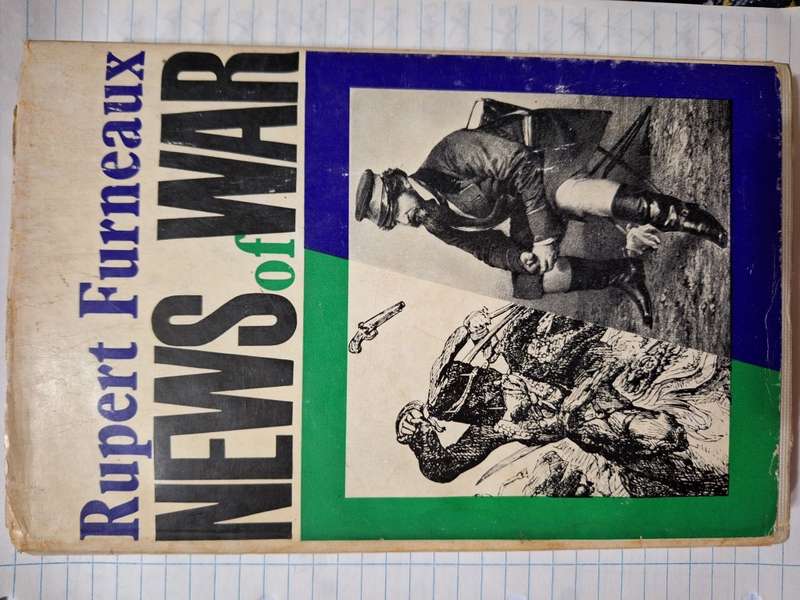 Rupert Furneaux
NEWS of WAR